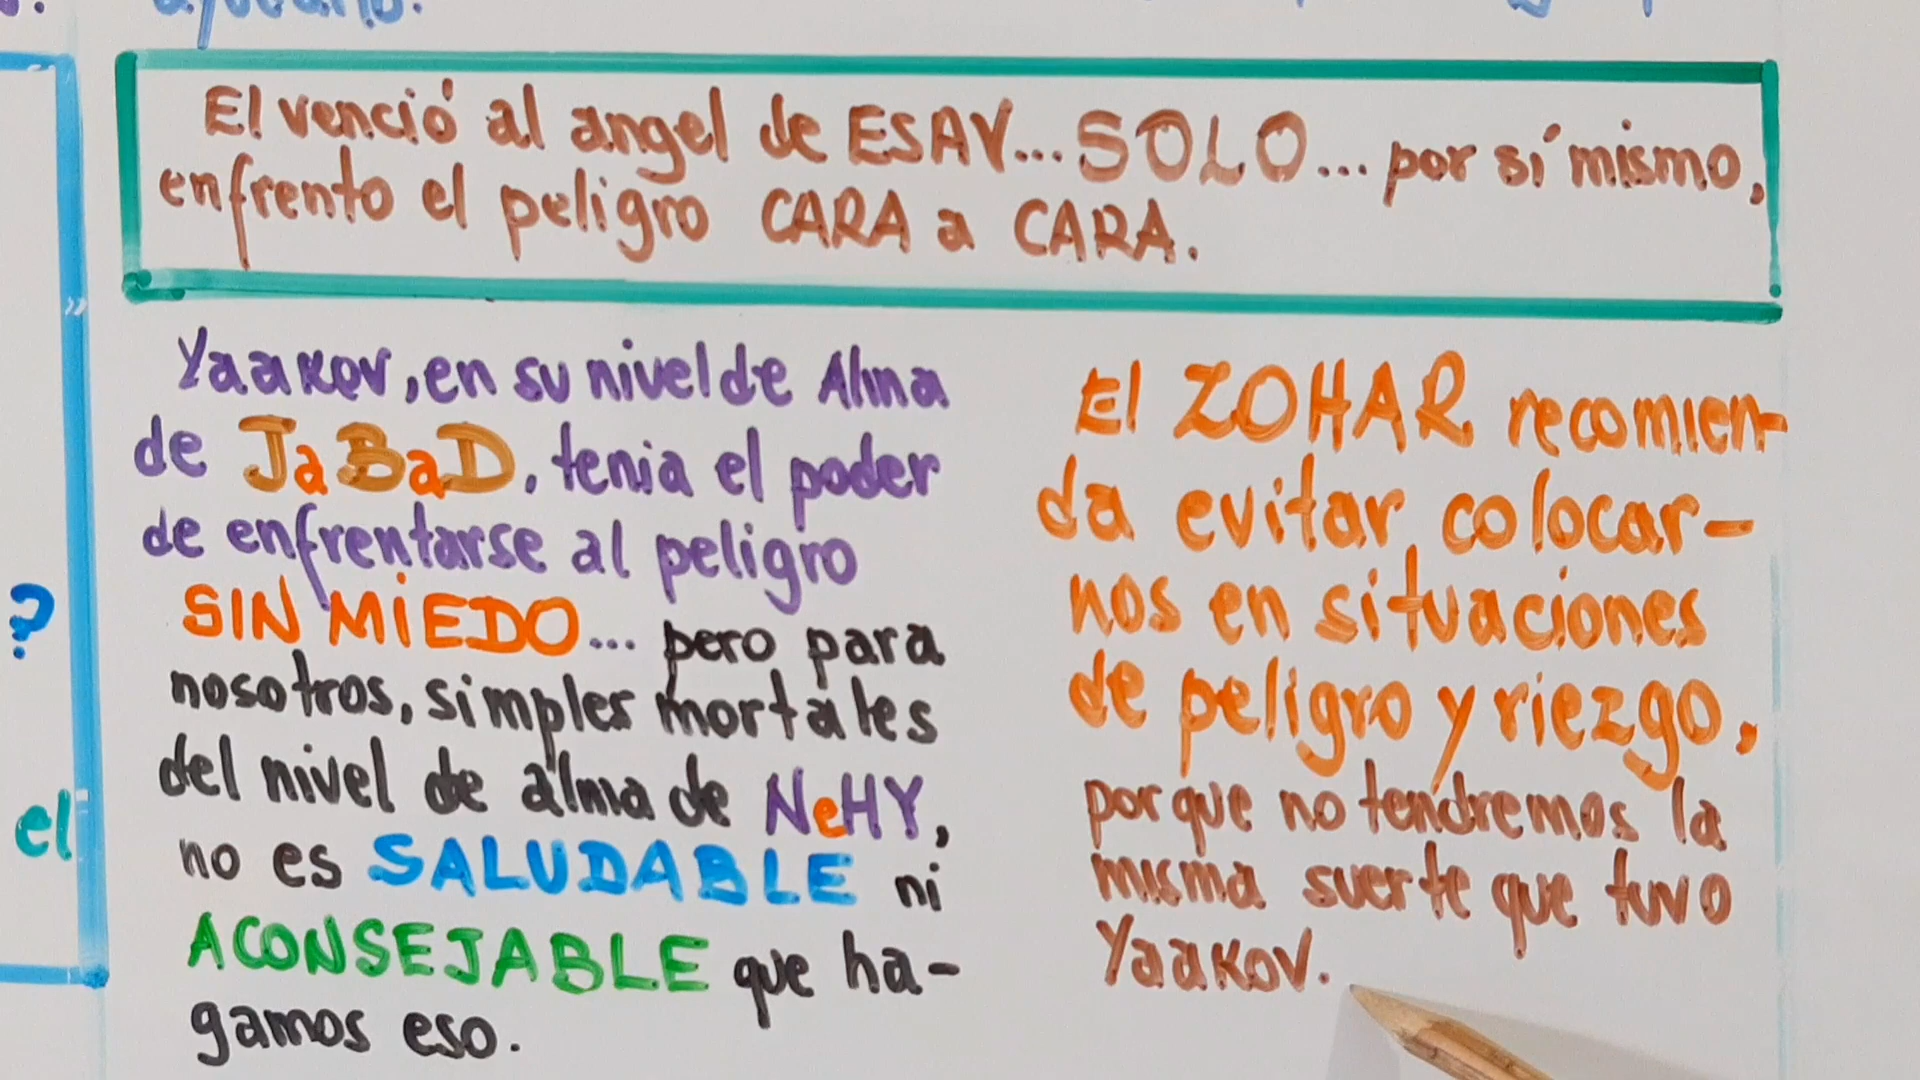 ayudarlo.
El venció al angel de ESAV... SOLO... por sí mismo,
enfrento el peligro CARA a CARA.
Yaakov, en su nivel de Alma
de JaBaD, tenia el poder
de enfrentarse al peligro
SIN MiEDO... pero para
nosotros, simples mortales
del nivel de alma de NeHY,
no es SALUDABLE ni
ACONSEJABLE que ha-
gamos eso.
El ZOHAR recomien-
da evitar colocar-
nos en situaciones
de peligro y riezgo,
porque no tendremos la
misma suerte que tuvo
Yaakov.
?
el